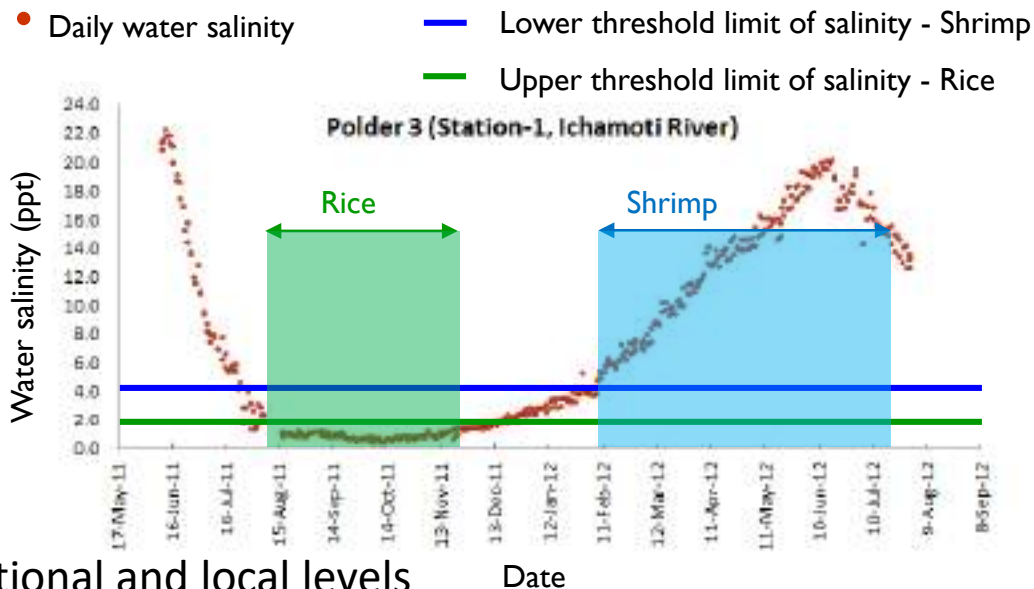 Daily water salinity
Lower threshold limit of salinity - Shrimp
Upper threshold limit of salinity - Rice
Polder 3 (Station-1, Ichamoti River)
Water salinity (ppt)
24.0
22.0
20.0
18.0
16.0
14.0
12.0
10.0
8.0
6.0
4.0
2.0
0.0
Rice
Shrimp
17-May-11
16-Jun-11
16-Jul-11
15-Aug-11
14-Sep-11
14-Oct-11
13-Nov-11
13-Dec-11
12-Jan-12
11-Feb-12
12-Mar-12
11-Apr-12
11-May-12
10-Jun-12
10-Jul-12
9-Aug-12
8-Sep-12
Date
tional and local levels